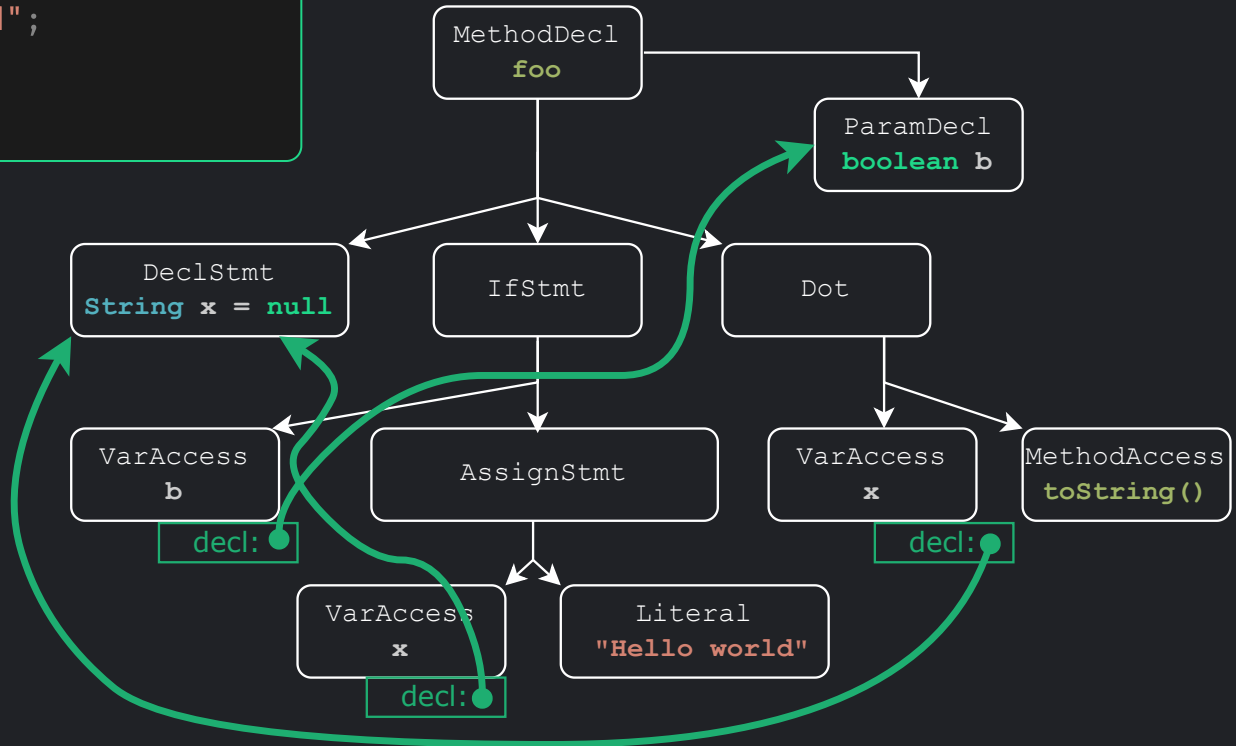 ";
MethodDecl
foo
ParamDecl
boolean b
DeclStmt
String x = null
IfStmt
Dot
VarAccess
b
decl:
AssignStmt
VarAccess
x
decl:
MethodAccess
toString()
VarAccess
x
decl:
Literal
"Hello world"